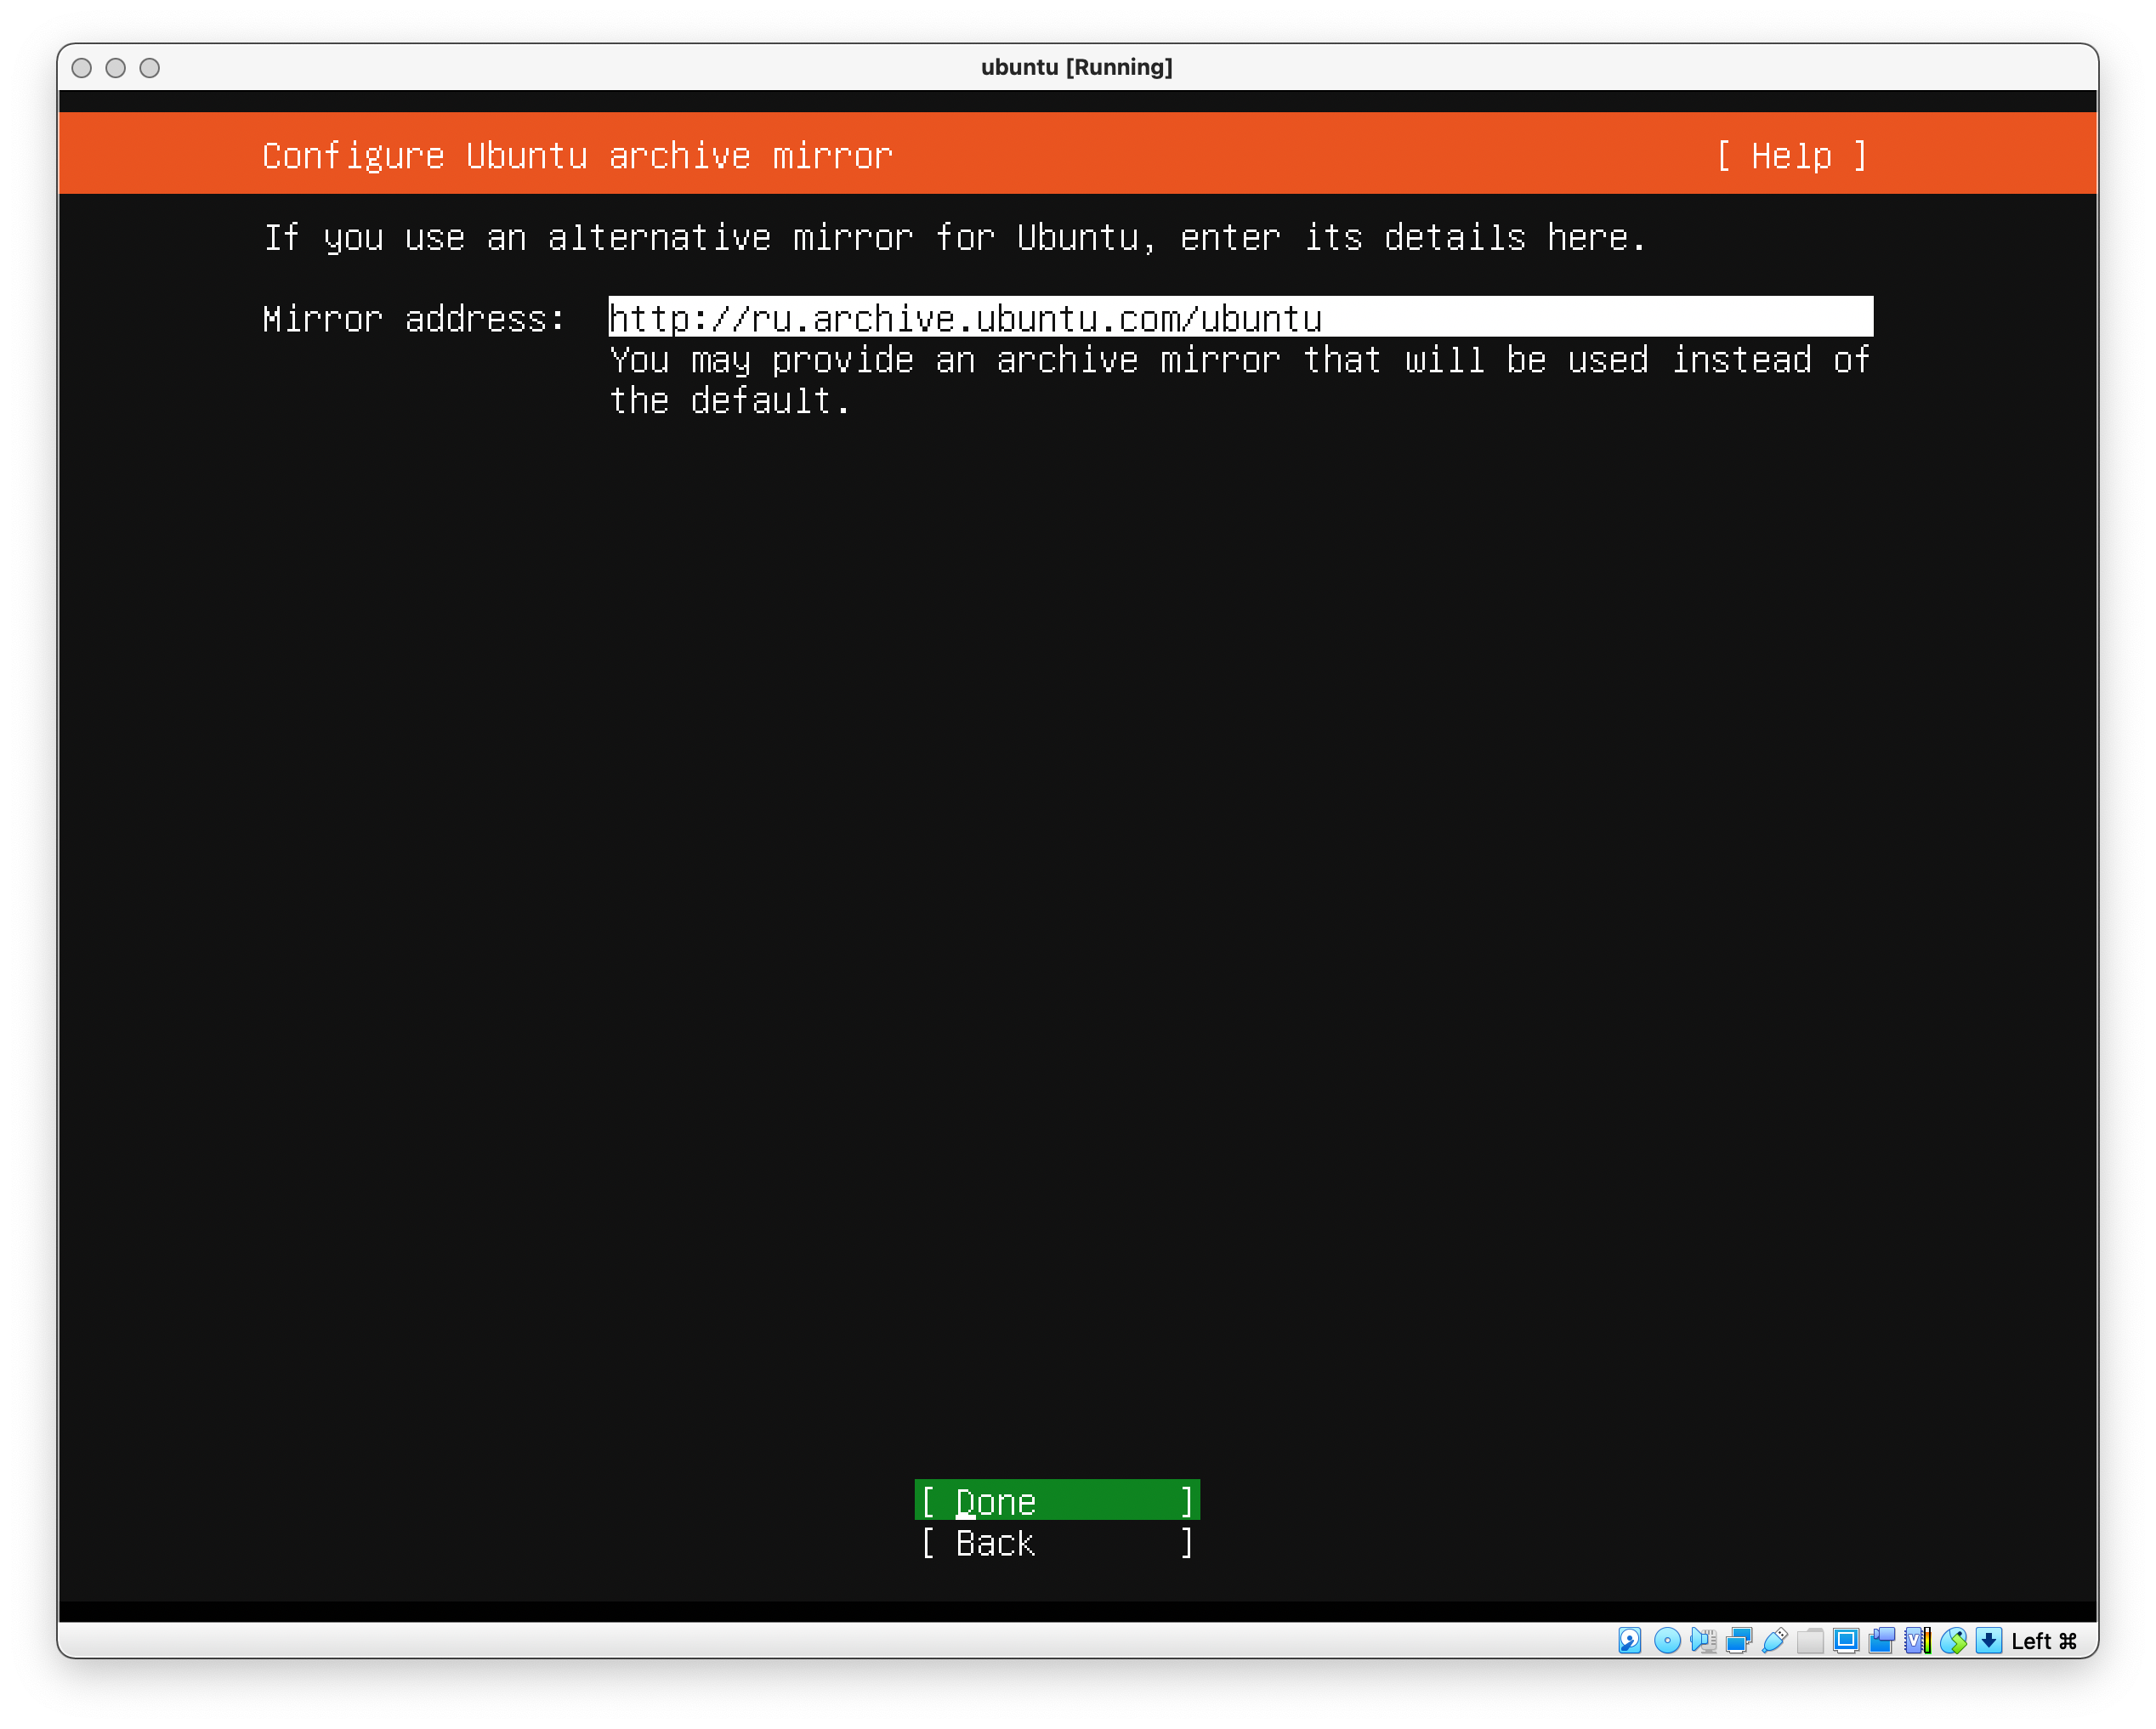 ubuntu [Running]
Configure Ubuntu archive mirror [ Help ]
If you use an alternative mirror for Ubuntu, enter its details here.
Mirror address: http://ru.archive.ubuntu.com/ubuntu
You may provide an archive mirror that will be used instead of
the default.
[ Done ]
[ Back ]
Left ⌘